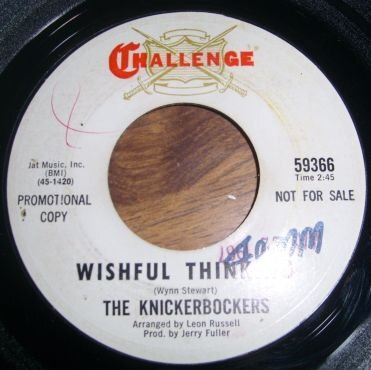 CHALLENGE
Jat Music, Inc.
(BMI)
(45-1420)
PROMOTIONAL
COPY
59366
Time 2:45
NOT FOR SALE
WISHFUL
(Wynn Stewart)
THE KNICKERBOCKERS
Arranged by Leon Russell
Prod. by Jerry Fuller